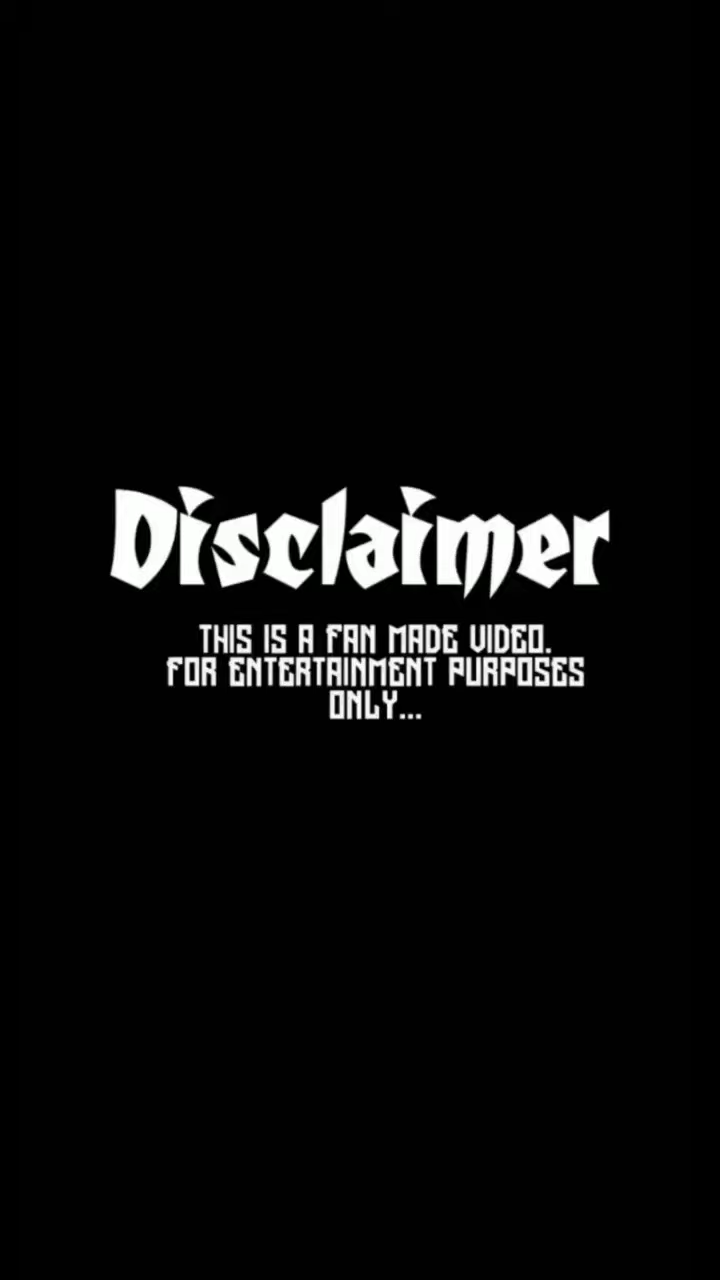 Disclaimer
THIS IS A FAN MADE VIDEO.
FOR ENTERTAINMENT PURPOSES
ONLY...